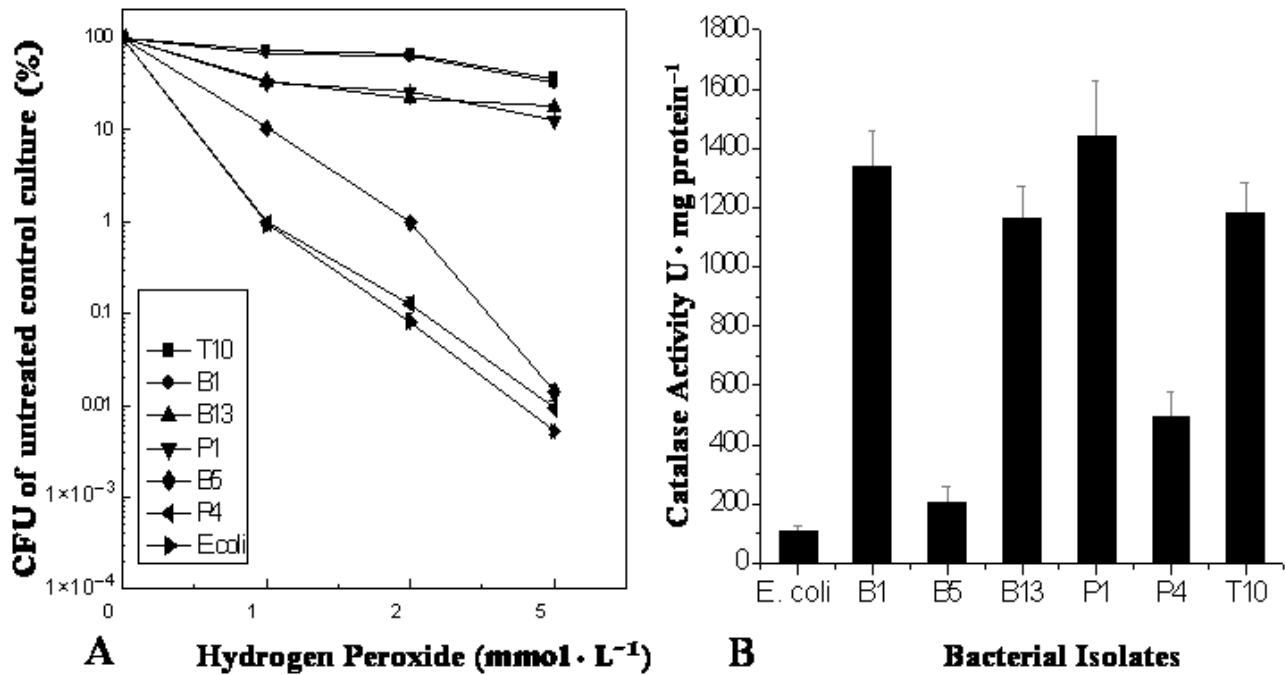 CFU of untreated control culture (%)
100
10
1
0.1
0.01
1×10⁻³
1×10⁻⁴
T10
B1
B13
P1
B5
P4
E.coli
0
1
2
5
A
Hydrogen Peroxide (mmol · L⁻¹)
Catalase Activity U · mg protein⁻¹
1800
1600
1400
1200
1000
800
600
400
200
0
E. coli
B1
B5
B13
P1
P4
T10
B
Bacterial Isolates